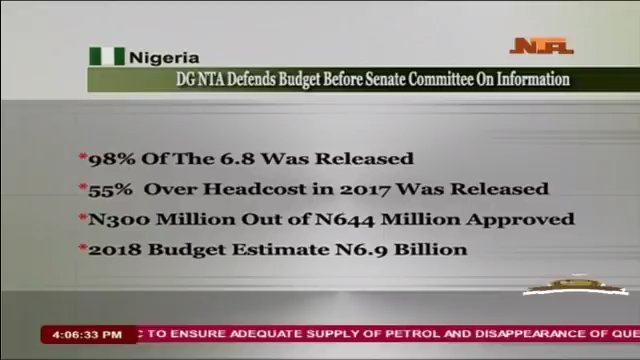 Nigeria
DG NTA Defends Budget Before Senate Committee On Information
*98% Of The 6.8 Was Released
*55% Over Headcost in 2017 Was Released
*N300 Million Out of N644 Million Approved
*2018 Budget Estimate N6.9 Billion
4:06:33 PM C TO ENSURE ADEQUATE SUPPLY OF PETROL AND DISAPPEARANCE OF QUE